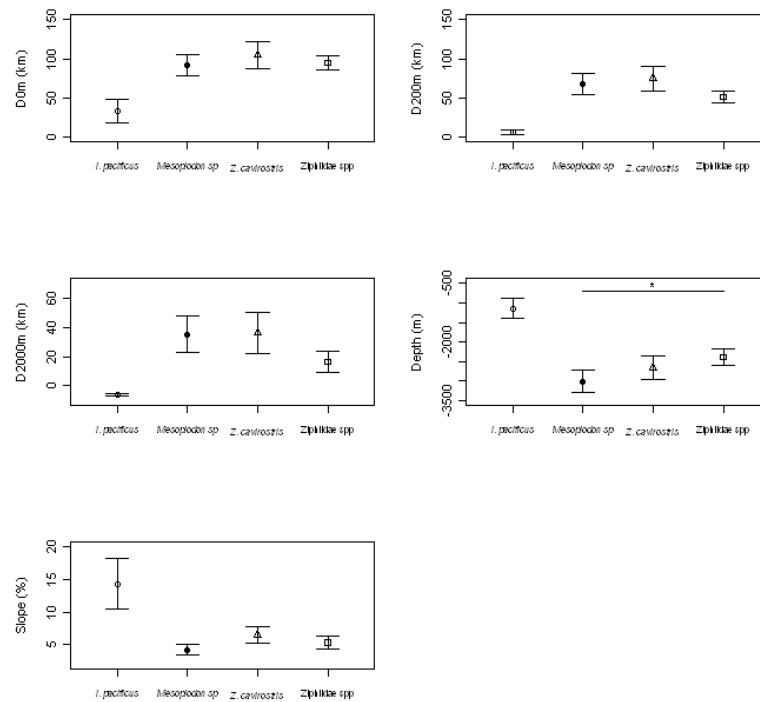 D0m (km)
0 50 100 150
I. pacificus Mesoplodon sp Z. cavirostris Ziphiidae spp
D200m (km)
0 50 100 150
I. pacificus Mesoplodon sp Z. cavirostris Ziphiidae spp
D2000m (km)
0 20 40 60
I. pacificus Mesoplodon sp Z. cavirostris Ziphiidae spp
Depth (m)
-3500 -2000 -500
*
I. pacificus Mesoplodon sp Z. cavirostris Ziphiidae spp
Slope (%)
5 10 15 20
I. pacificus Mesoplodon sp Z. cavirostris Ziphiidae spp